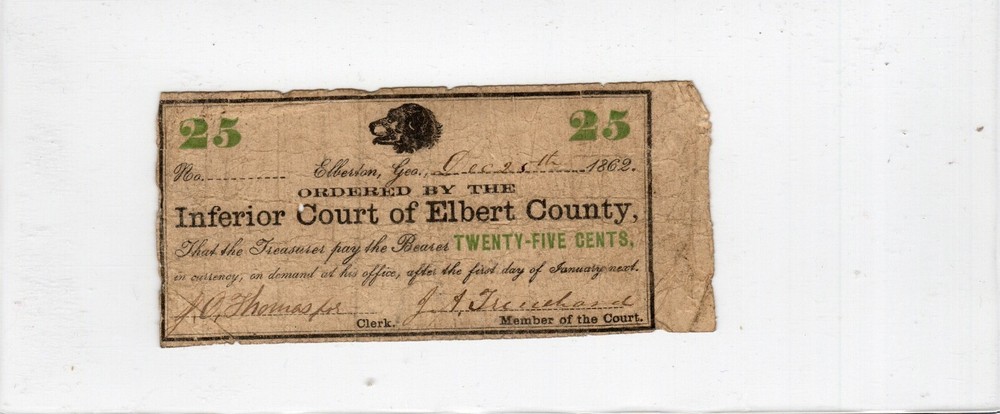 25 25
No. Elberton, Geo., Dec 25th 1862.
ORDERED BY THE
Inferior Court of Elbert County,
That the Treasurer pay the Bearer TWENTY-FIVE CENTS,
in currency, on demand at his office, after the first day of January next.
J. A.
Clerk. Member of the Court.